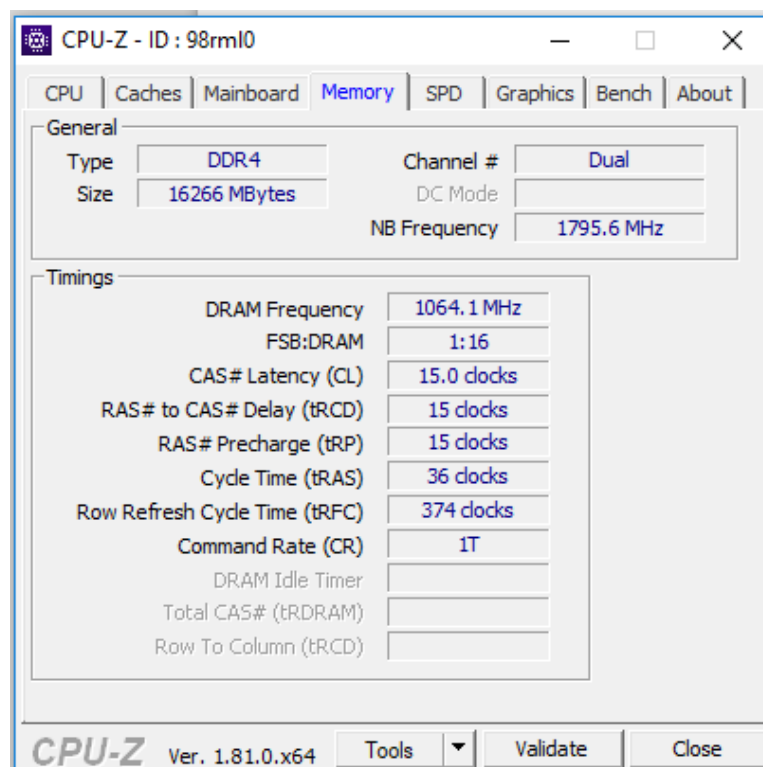 CPU-Z - ID : 98rml0
CPU Caches Mainboard Memory SPD Graphics Bench About
General
Type DDR4 Channel # Dual
Size 16266 MBytes DC Mode
NB Frequency 1795.6 MHz
Timings
DRAM Frequency 1064.1 MHz
FSB:DRAM 1:16
CAS# Latency (CL) 15.0 clocks
RAS# to CAS# Delay (tRCD) 15 clocks
RAS# Precharge (tRP) 15 clocks
Cycle Time (tRAS) 36 clocks
Row Refresh Cycle Time (tRFC) 374 clocks
Command Rate (CR) 1T
DRAM Idle Timer
Total CAS# (tRDRAM)
Row To Column (tRCD)
CPU-Z Ver. 1.81.0.x64 Tools Validate Close